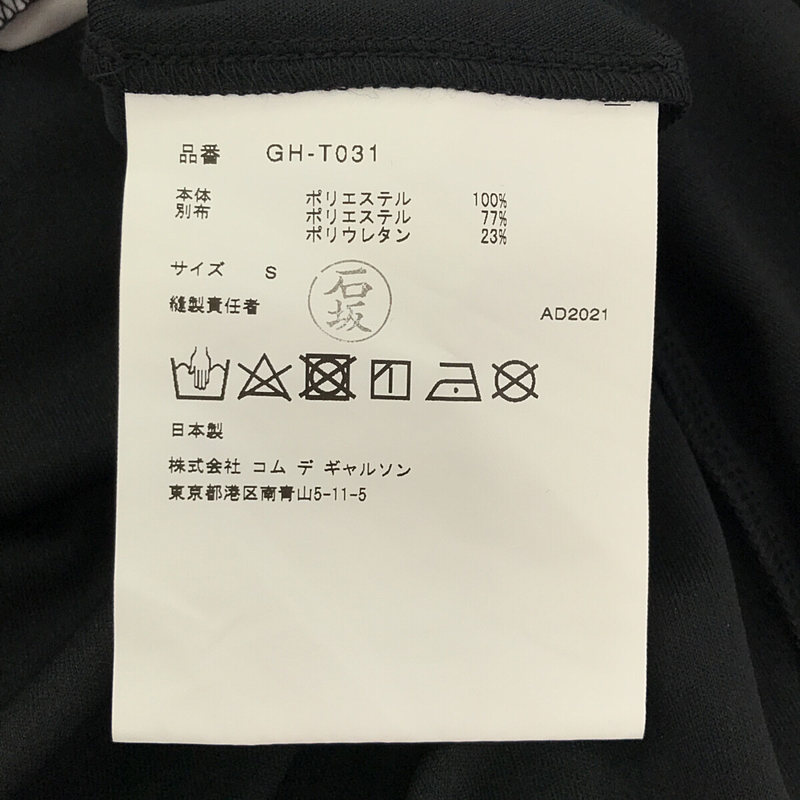 品番 GH-T031
本体 ポリエステル 100%
別布 ポリエステル 77%
ポリウレタン 23%
サイズ S
縫製責任者 石坂 AD2021
日本製
株式会社 コム デ ギャルソン
東京都港区南青山5-11-5